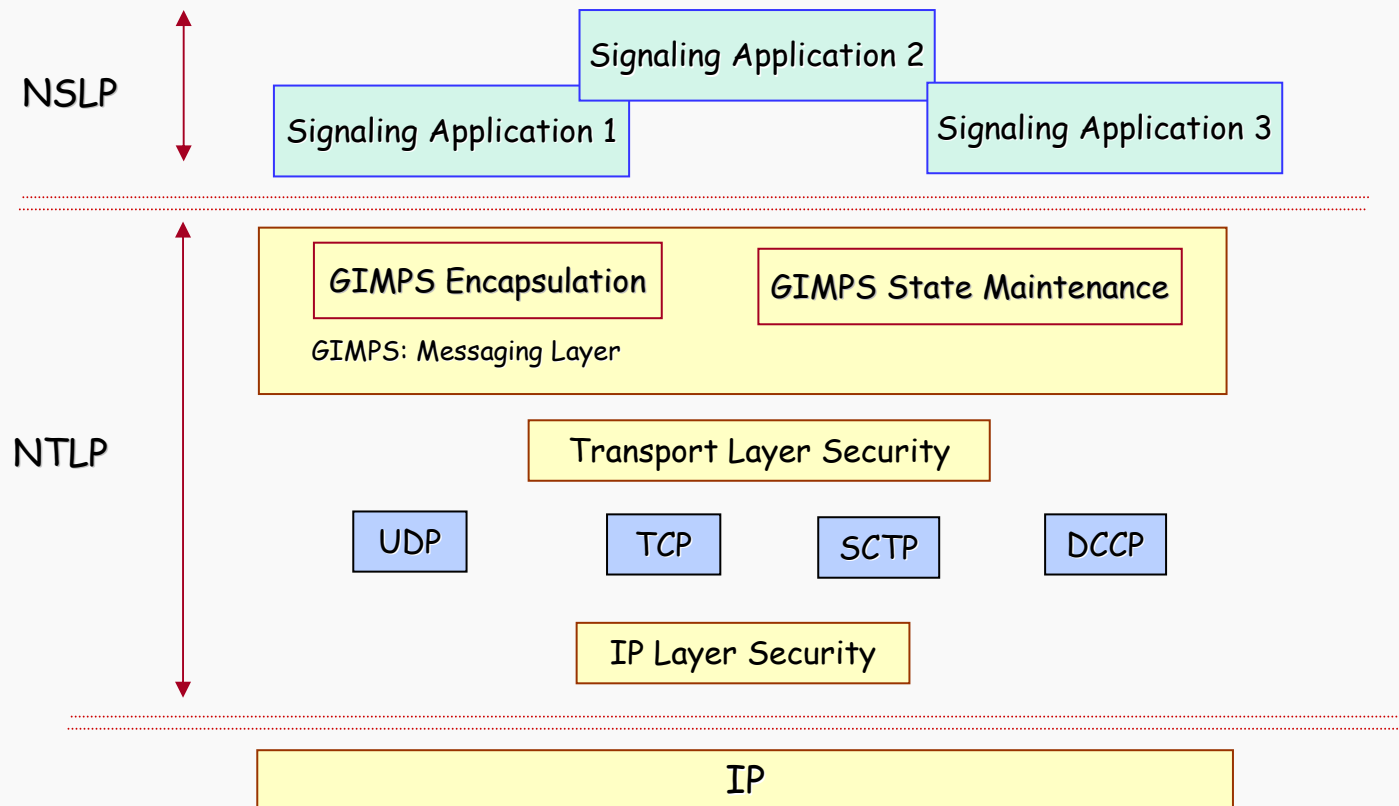 Signaling Application 2
NSLP
Signaling Application 1
Signaling Application 3
GIMPS Encapsulation
GIMPS State Maintenance
GIMPS: Messaging Layer
NTLP
Transport Layer Security
UDP
TCP
SCTP
DCCP
IP Layer Security
IP